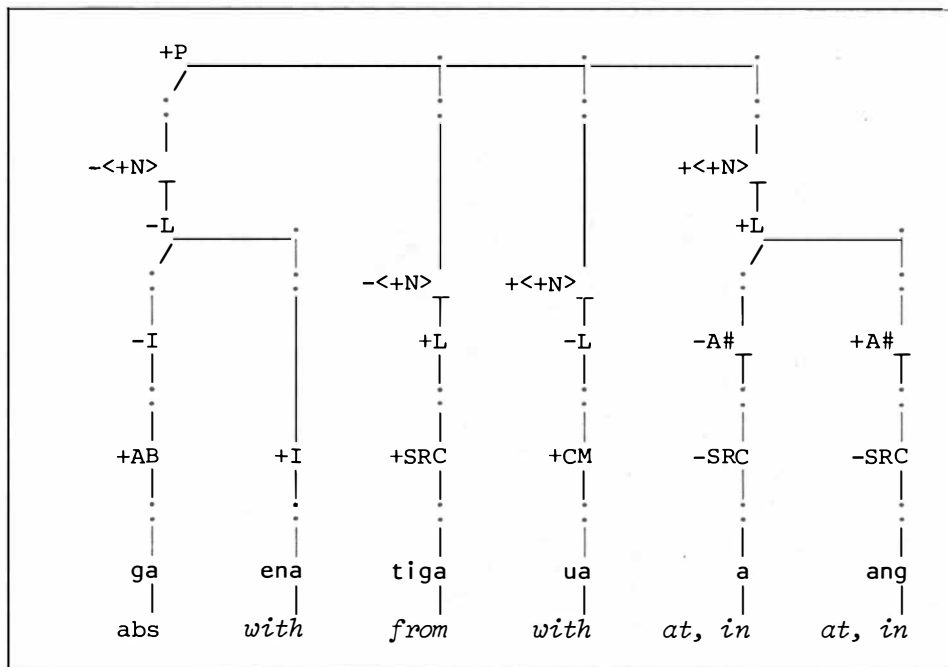 +P
-<+N> +<+N>
-L +L
-<+N> +<+N>
-I +L -L -A# +A#
+AB +I +SRC +CM -SRC -SRC
ga ena tiga ua a ang
abs with from with at, in at, in